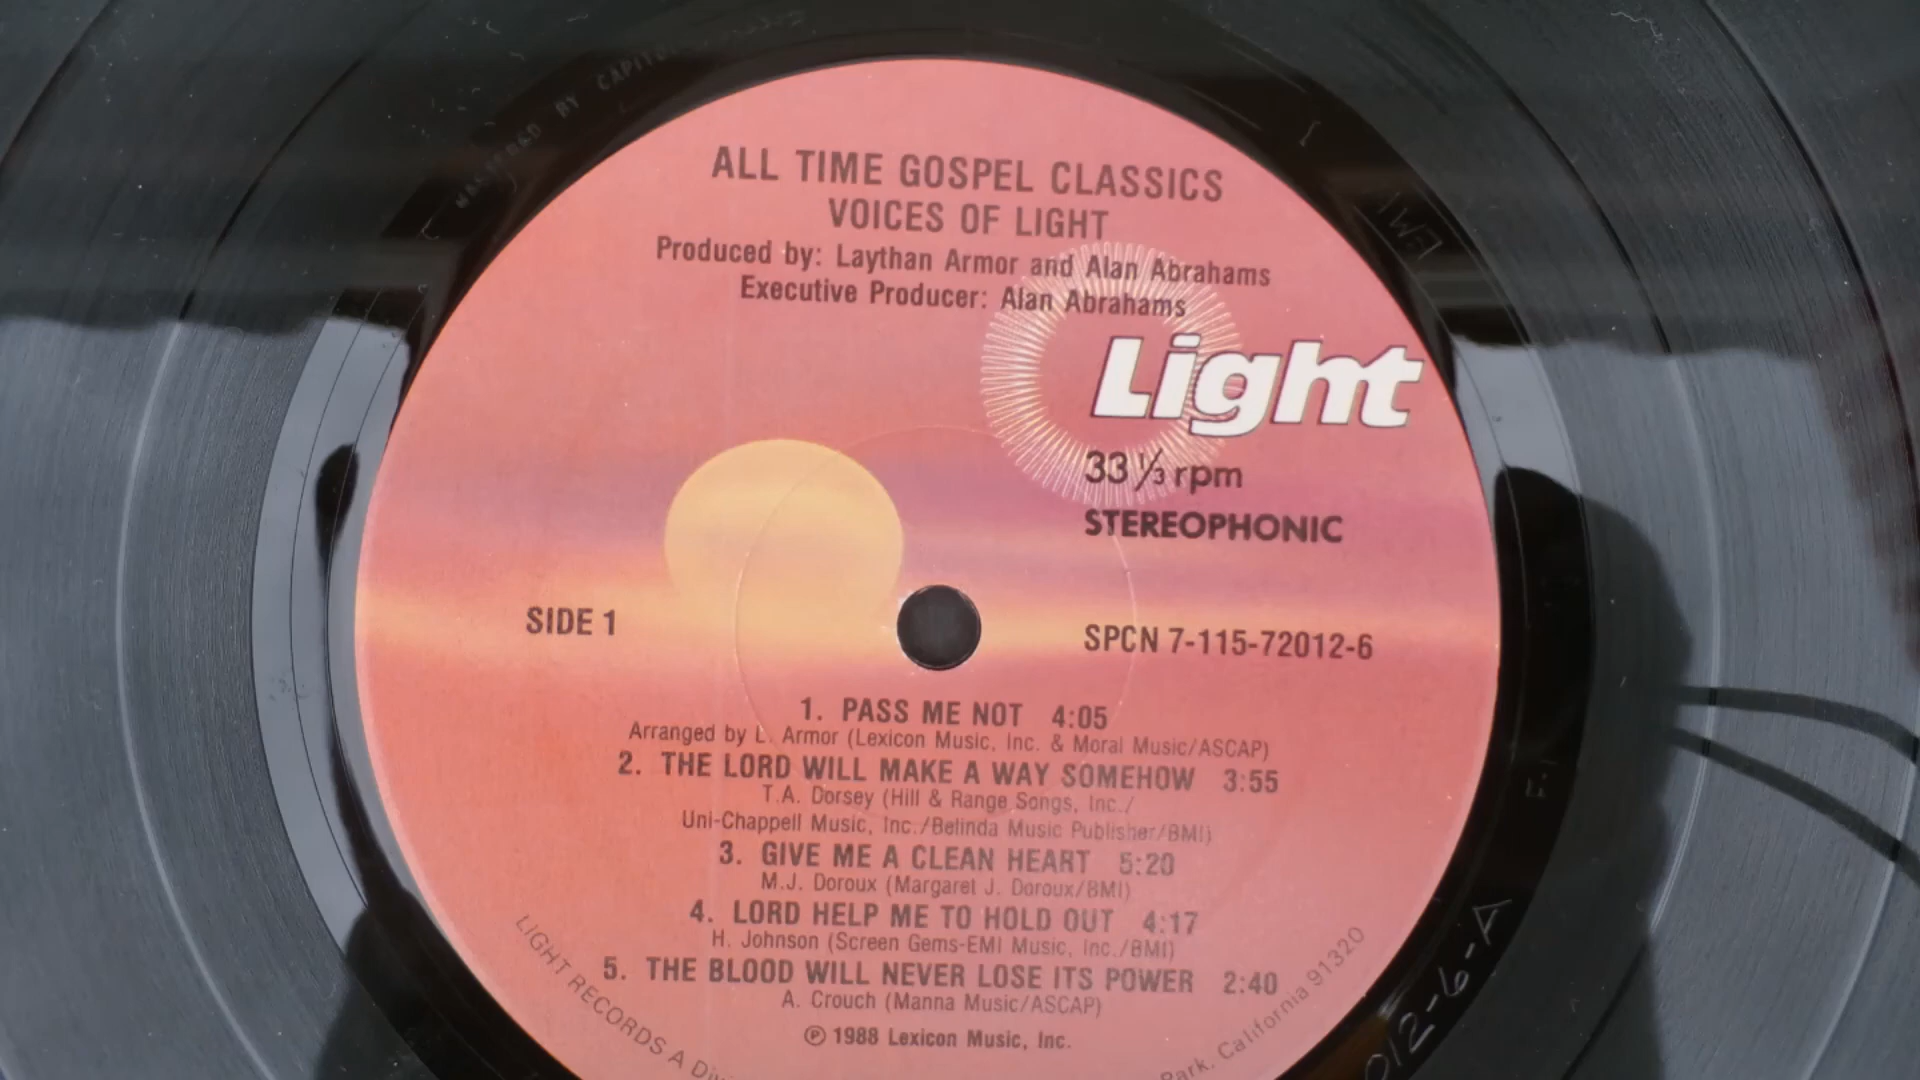 MASTERED BY CAPITOL
ALL TIME GOSPEL CLASSICS
VOICES OF LIGHT
Produced by: Laythan Armor and Alan Abrahams
Executive Producer: Alan Abrahams
Light
33 1/3 rpm
STEREOPHONIC
SIDE 1
SPCN 7-115-72012-6
1. PASS ME NOT 4:05
Arranged by L. Armor (Lexicon Music, Inc. & Moral Music/ASCAP)
2. THE LORD WILL MAKE A WAY SOMEHOW 3:55
T.A. Dorsey (Hill & Range Songs, Inc./
Uni-Chappell Music, Inc./Belinda Music Publisher/BMI)
3. GIVE ME A CLEAN HEART 5:20
M.J. Doroux (Margaret J. Doroux/BMI)
4. LORD HELP ME TO HOLD OUT 4:17
H. Johnson (Screen Gems-EMI Music, Inc./BMI)
5. THE BLOOD WILL NEVER LOSE ITS POWER 2:40
A. Crouch (Manna Music/ASCAP)
℗ 1988 Lexicon Music, Inc.
LIGHT RECORDS A
Park, California 91320
012-6-A